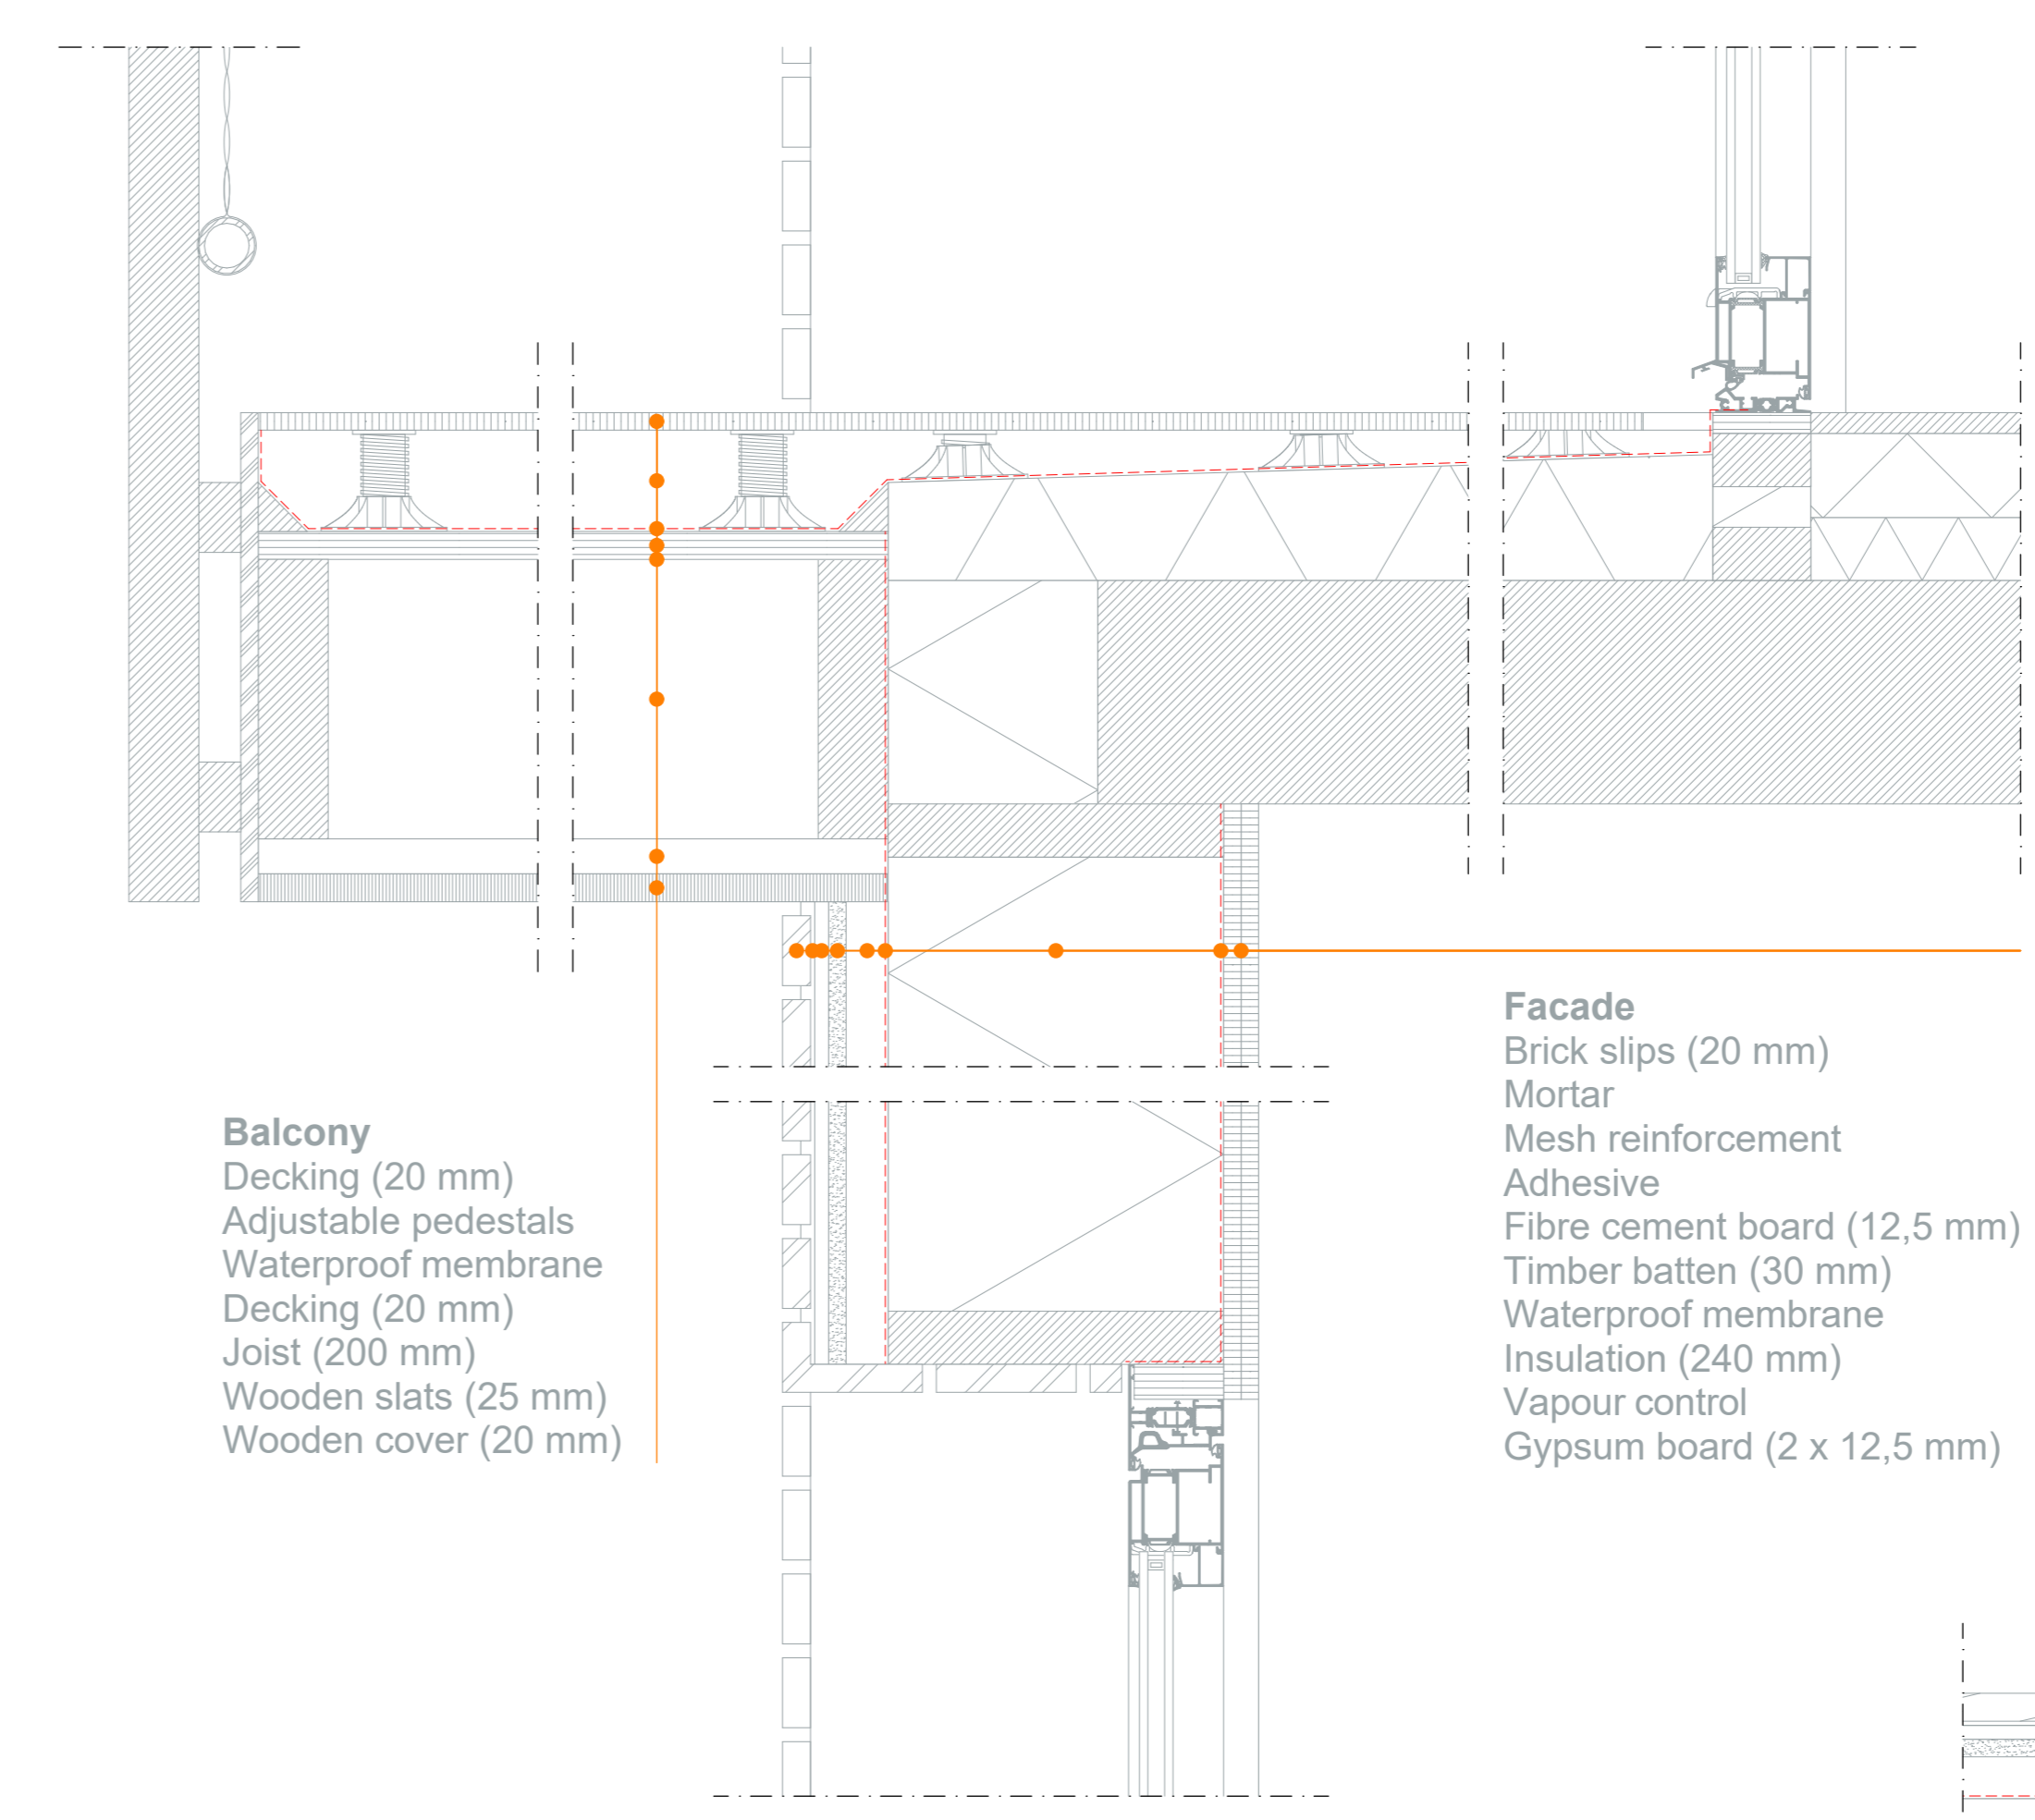 Balcony
Decking (20 mm)
Adjustable pedestals
Waterproof membrane
Decking (20 mm)
Joist (200 mm)
Wooden slats (25 mm)
Wooden cover (20 mm)
Facade
Brick slips (20 mm)
Mortar
Mesh reinforcement
Adhesive
Fibre cement board (12,5 mm)
Timber batten (30 mm)
Waterproof membrane
Insulation (240 mm)
Vapour control
Gypsum board (2 x 12,5 mm)